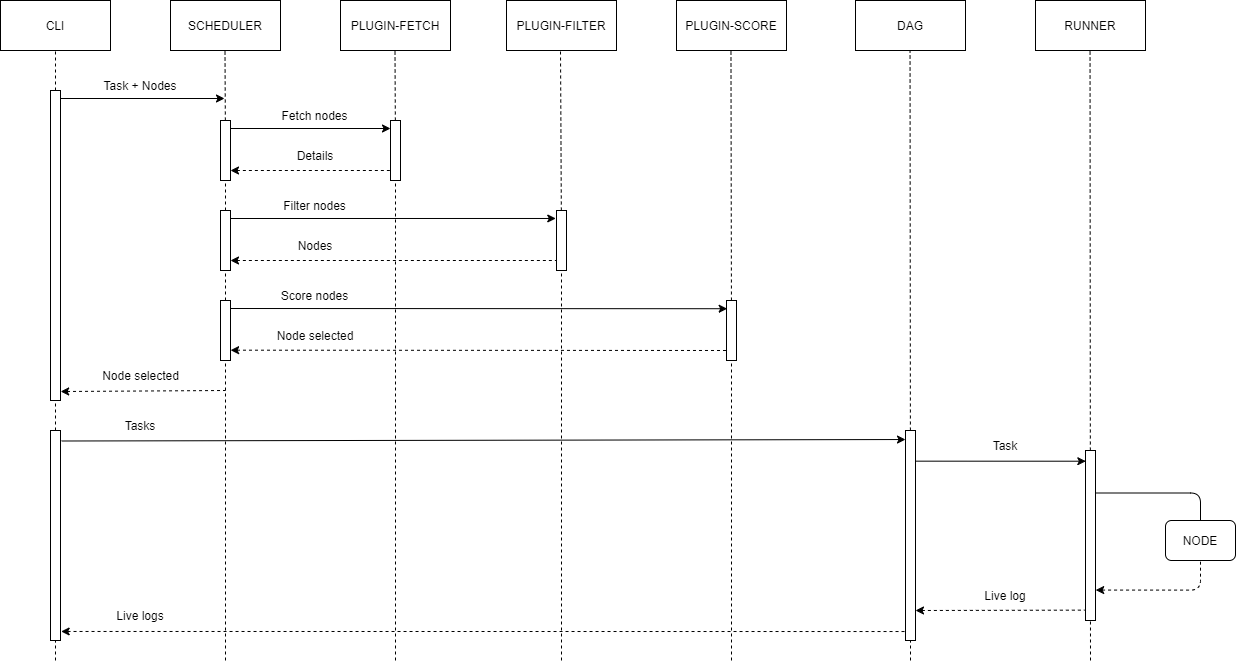 CLI
SCHEDULER
PLUGIN-FETCH
PLUGIN-FILTER
PLUGIN-SCORE
DAG
RUNNER
Task + Nodes
Fetch nodes
Details
Filter nodes
Nodes
Score nodes
Node selected
Node selected
Tasks
Task
NODE
Live log
Live logs